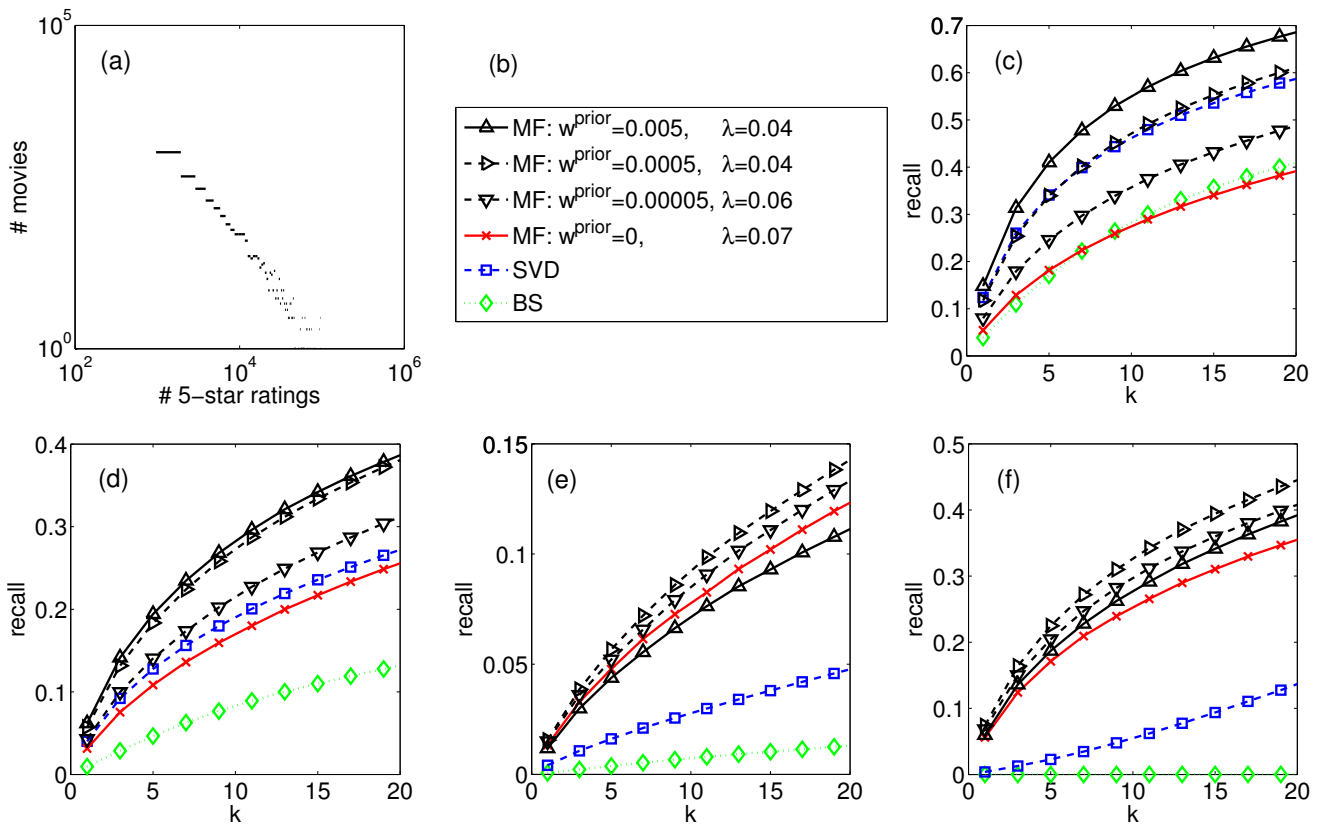 (a)
10^5
# movies
10^0
10^2 10^4 10^6
# 5−star ratings
(b)
MF: w^prior=0.005, λ=0.04
MF: w^prior=0.0005, λ=0.04
MF: w^prior=0.00005, λ=0.06
MF: w^prior=0, λ=0.07
SVD
BS
(c)
0.7
0.6
0.5
0.4
0.3
0.2
0.1
0
recall
0 5 10 15 20
k
(d)
0.4
0.3
0.2
0.1
0
recall
0 5 10 15 20
k
(e)
0.15
0.1
0.05
0
recall
0 5 10 15 20
k
(f)
0.5
0.4
0.3
0.2
0.1
0
recall
0 5 10 15 20
k